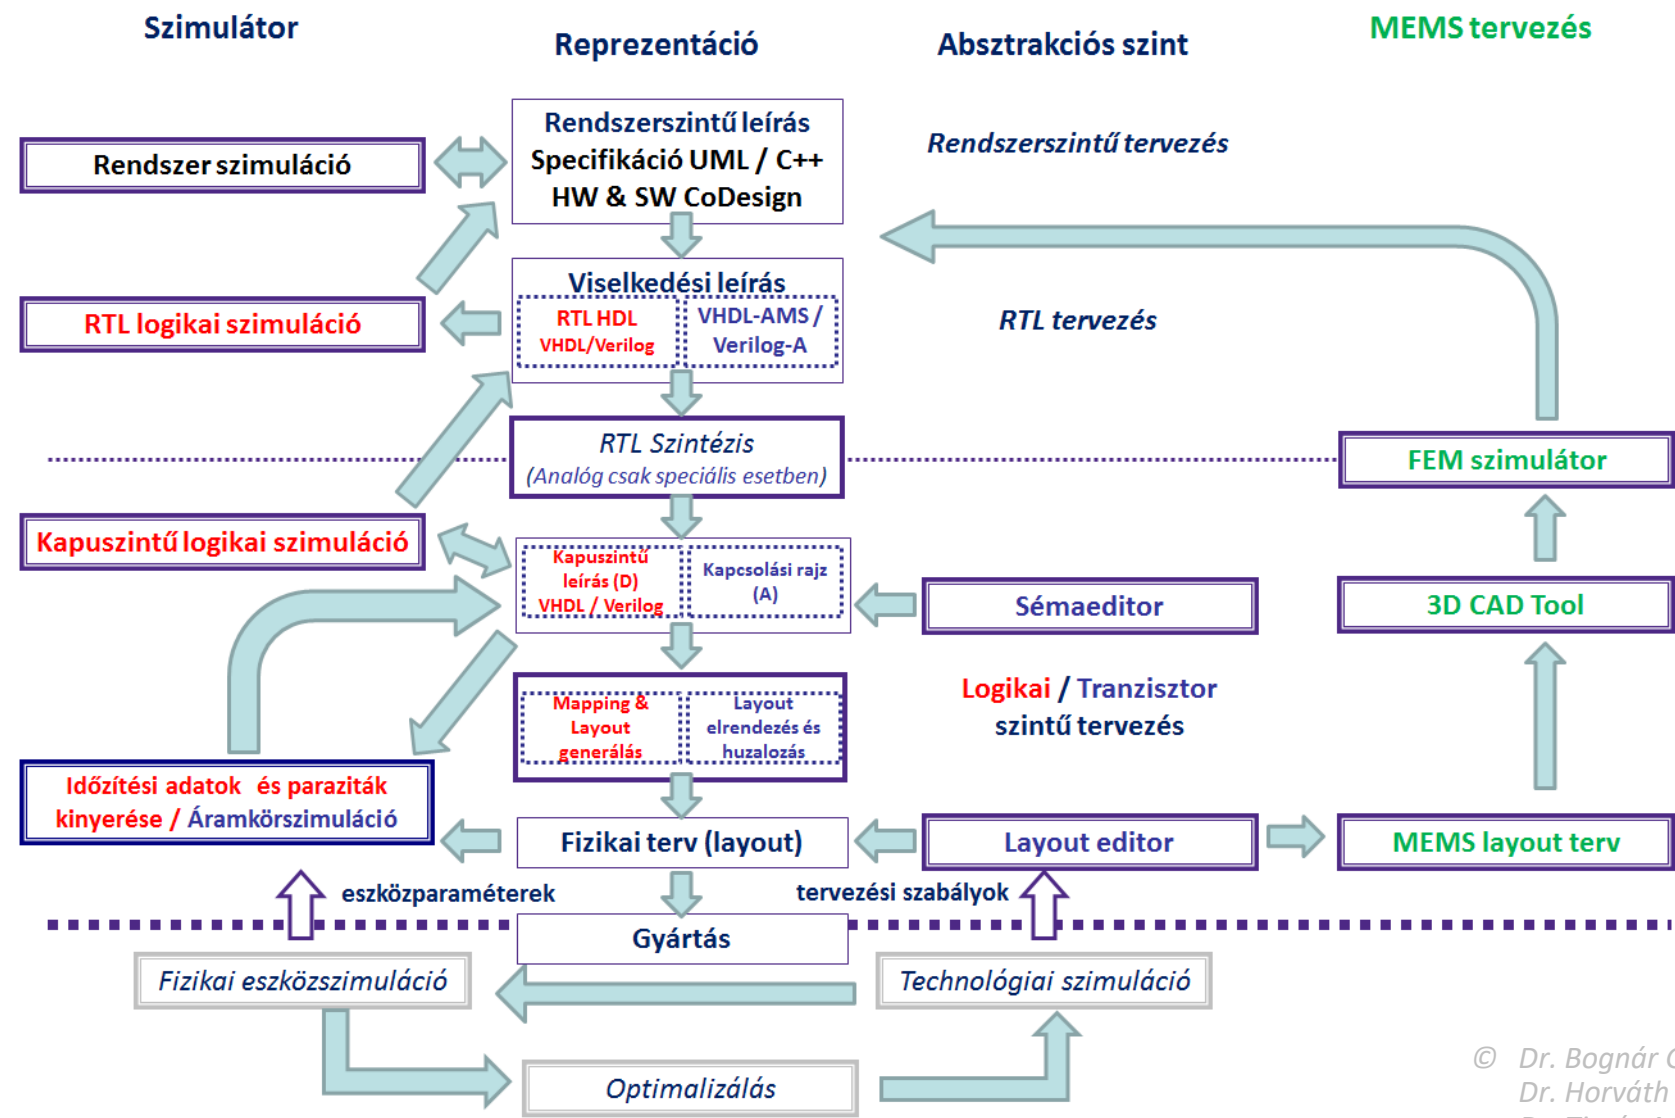 Szimulátor
Reprezentáció
Absztrakciós szint
MEMS tervezés
Rendszer szimuláció
Rendszerszintű leírás
Specifikáció UML / C++
HW & SW CoDesign
Rendszerszintű tervezés
RTL logikai szimuláció
Viselkedési leírás
RTL HDL
VHDL/Verilog
VHDL-AMS /
Verilog-A
RTL tervezés
RTL Szintézis
(Analóg csak speciális esetben)
FEM szimulátor
Kapuszintű logikai szimuláció
Kapuszintű
leírás (D)
VHDL / Verilog
Kapcsolási rajz
(A)
Sémaeditor
3D CAD Tool
Mapping &
Layout
generálás
Layout
elrendezés és
huzalozás
Logikai / Tranzisztor
szintű tervezés
Időzítési adatok és paraziták
kinyerése / Áramkörszimuláció
Fizikai terv (layout)
Layout editor
MEMS layout terv
eszközparaméterek
tervezési szabályok
Gyártás
Fizikai eszközszimuláció
Technológiai szimuláció
Optimalizálás
© Dr. Bognár
Dr. Horváth